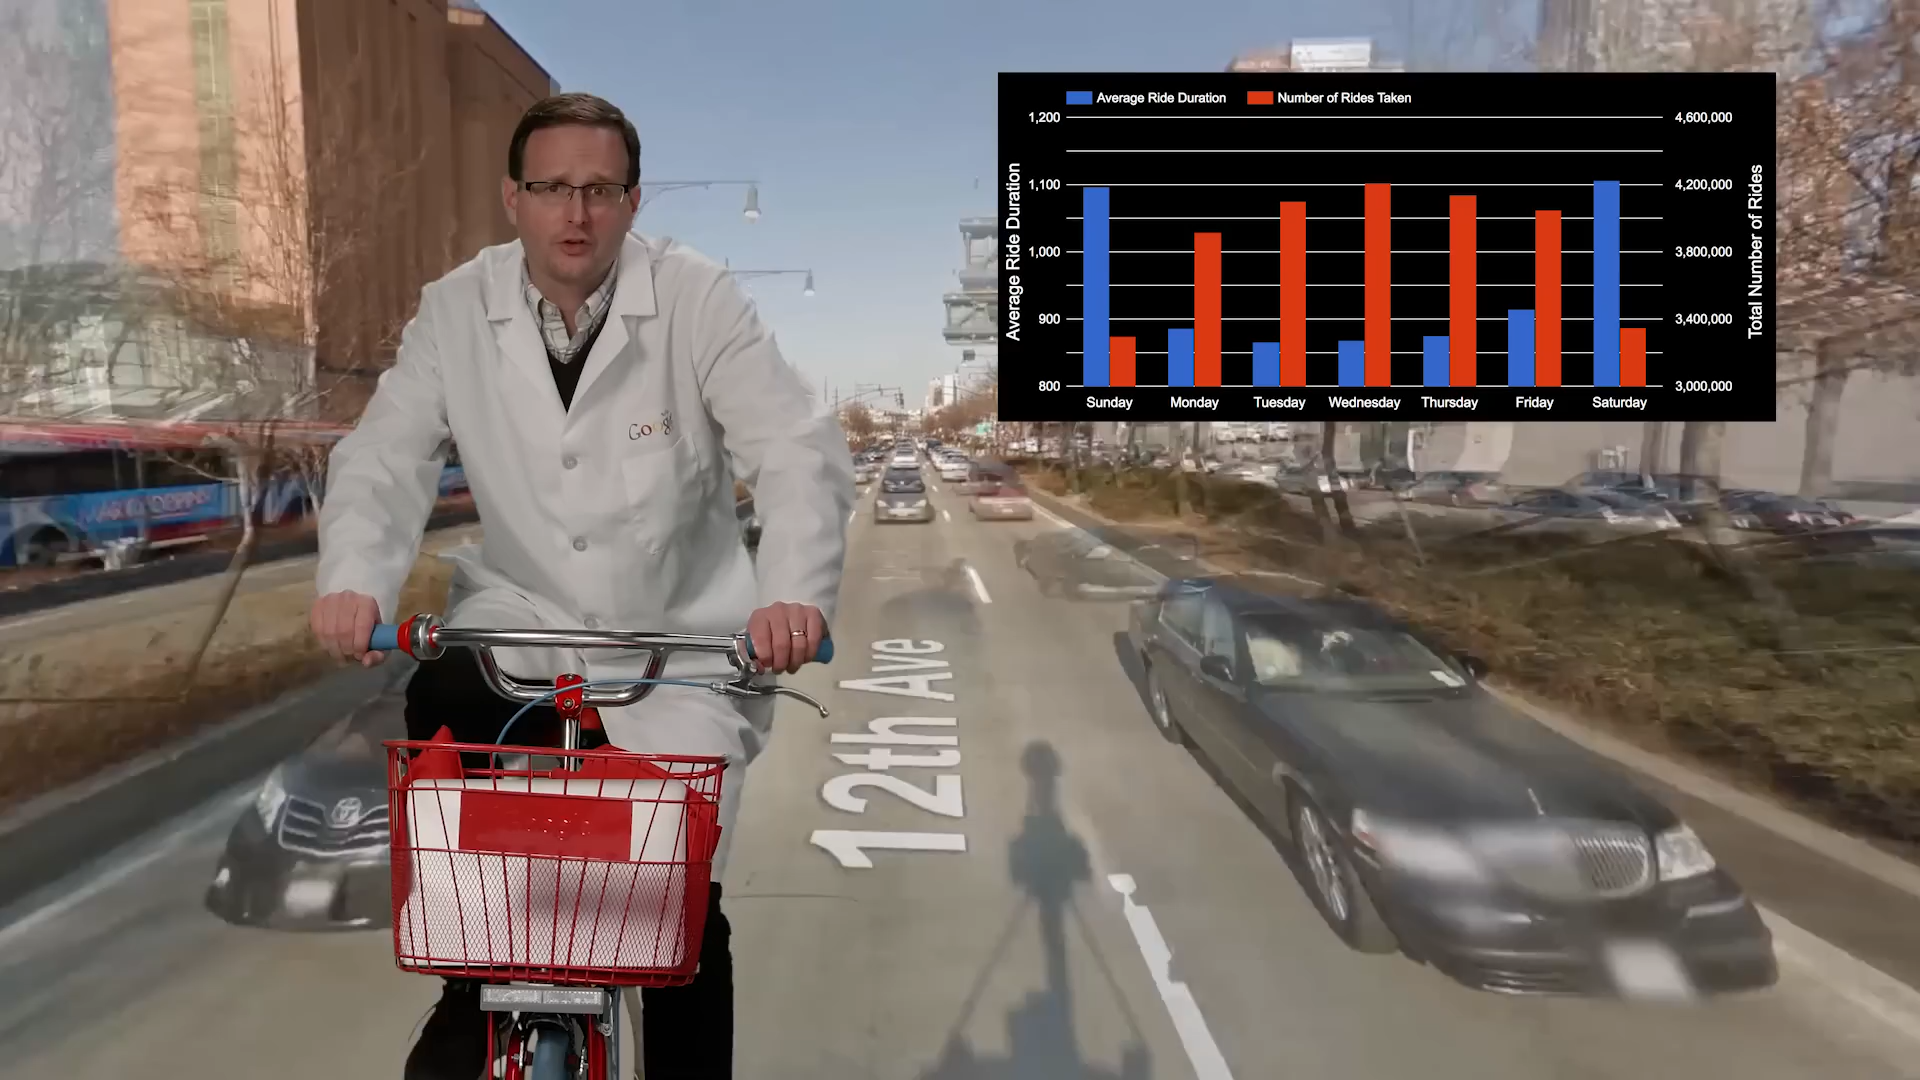 Average Ride Duration
Number of Rides Taken
1,200
1,100
1,000
900
800
Average Ride Duration
4,600,000
4,200,000
3,800,000
3,400,000
3,000,000
Total Number of Rides
Sunday Monday Tuesday Wednesday Thursday Friday Saturday
Google
12th Ave